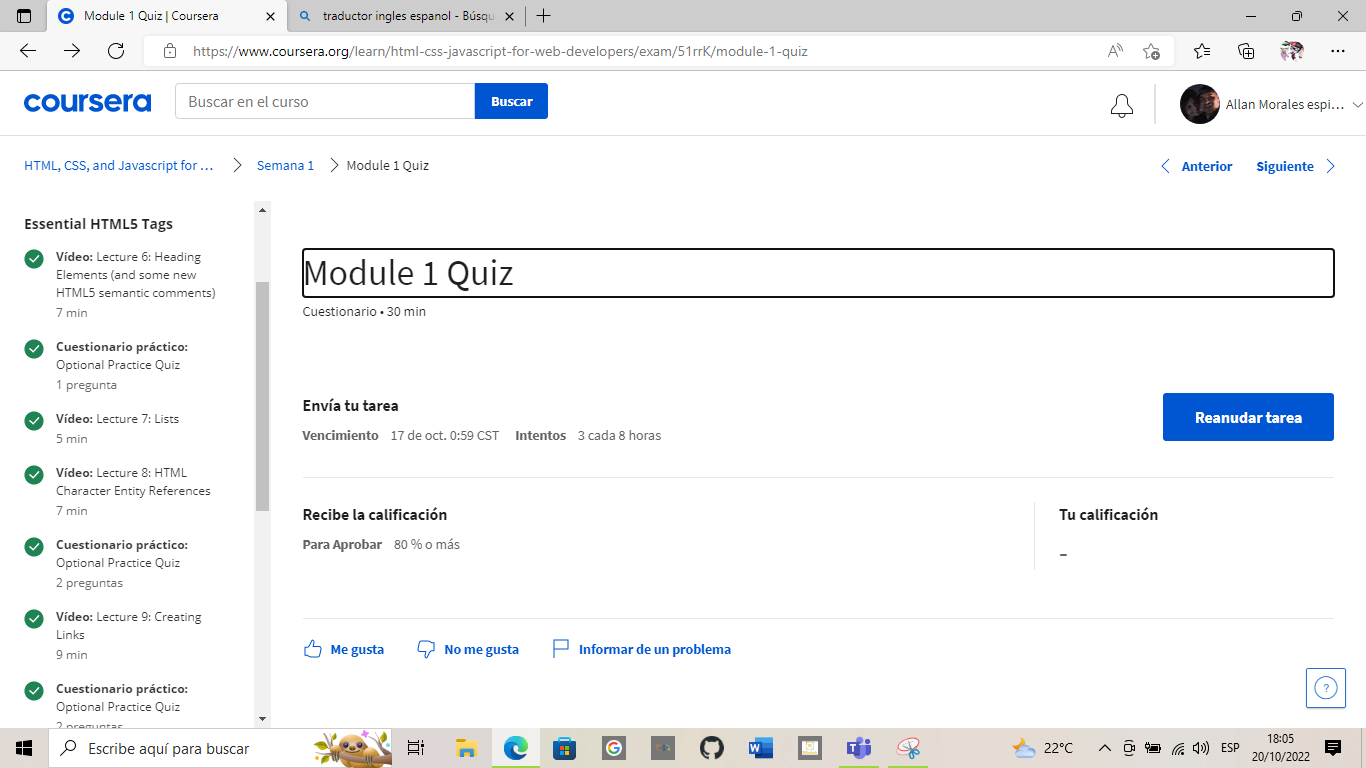 Module 1 Quiz | Coursera
traductor ingles espanol - Búsqu
https://www.coursera.org/learn/html-css-javascript-for-web-developers/exam/51rrK/module-1-quiz
coursera
Buscar en el curso
Buscar
Allan Morales espi...
HTML, CSS, and Javascript for ...
Semana 1
Module 1 Quiz
Anterior
Siguiente
Essential HTML5 Tags
Vídeo: Lecture 6: Heading
Elements (and some new
HTML5 semantic comments)
7 min
Cuestionario práctico:
Optional Practice Quiz
1 pregunta
Vídeo: Lecture 7: Lists
5 min
Vídeo: Lecture 8: HTML
Character Entity References
7 min
Cuestionario práctico:
Optional Practice Quiz
2 preguntas
Vídeo: Lecture 9: Creating
Links
9 min
Cuestionario práctico:
Optional Practice Quiz
2 preguntas
Module 1 Quiz
Cuestionario • 30 min
Envía tu tarea
Vencimiento 17 de oct. 0:59 CST Intentos 3 cada 8 horas
Reanudar tarea
Recibe la calificación
Para Aprobar 80 % o más
Tu calificación
–
Me gusta
No me gusta
Informar de un problema
Escribe aquí para buscar
22°C
ESP
18:05
20/10/2022